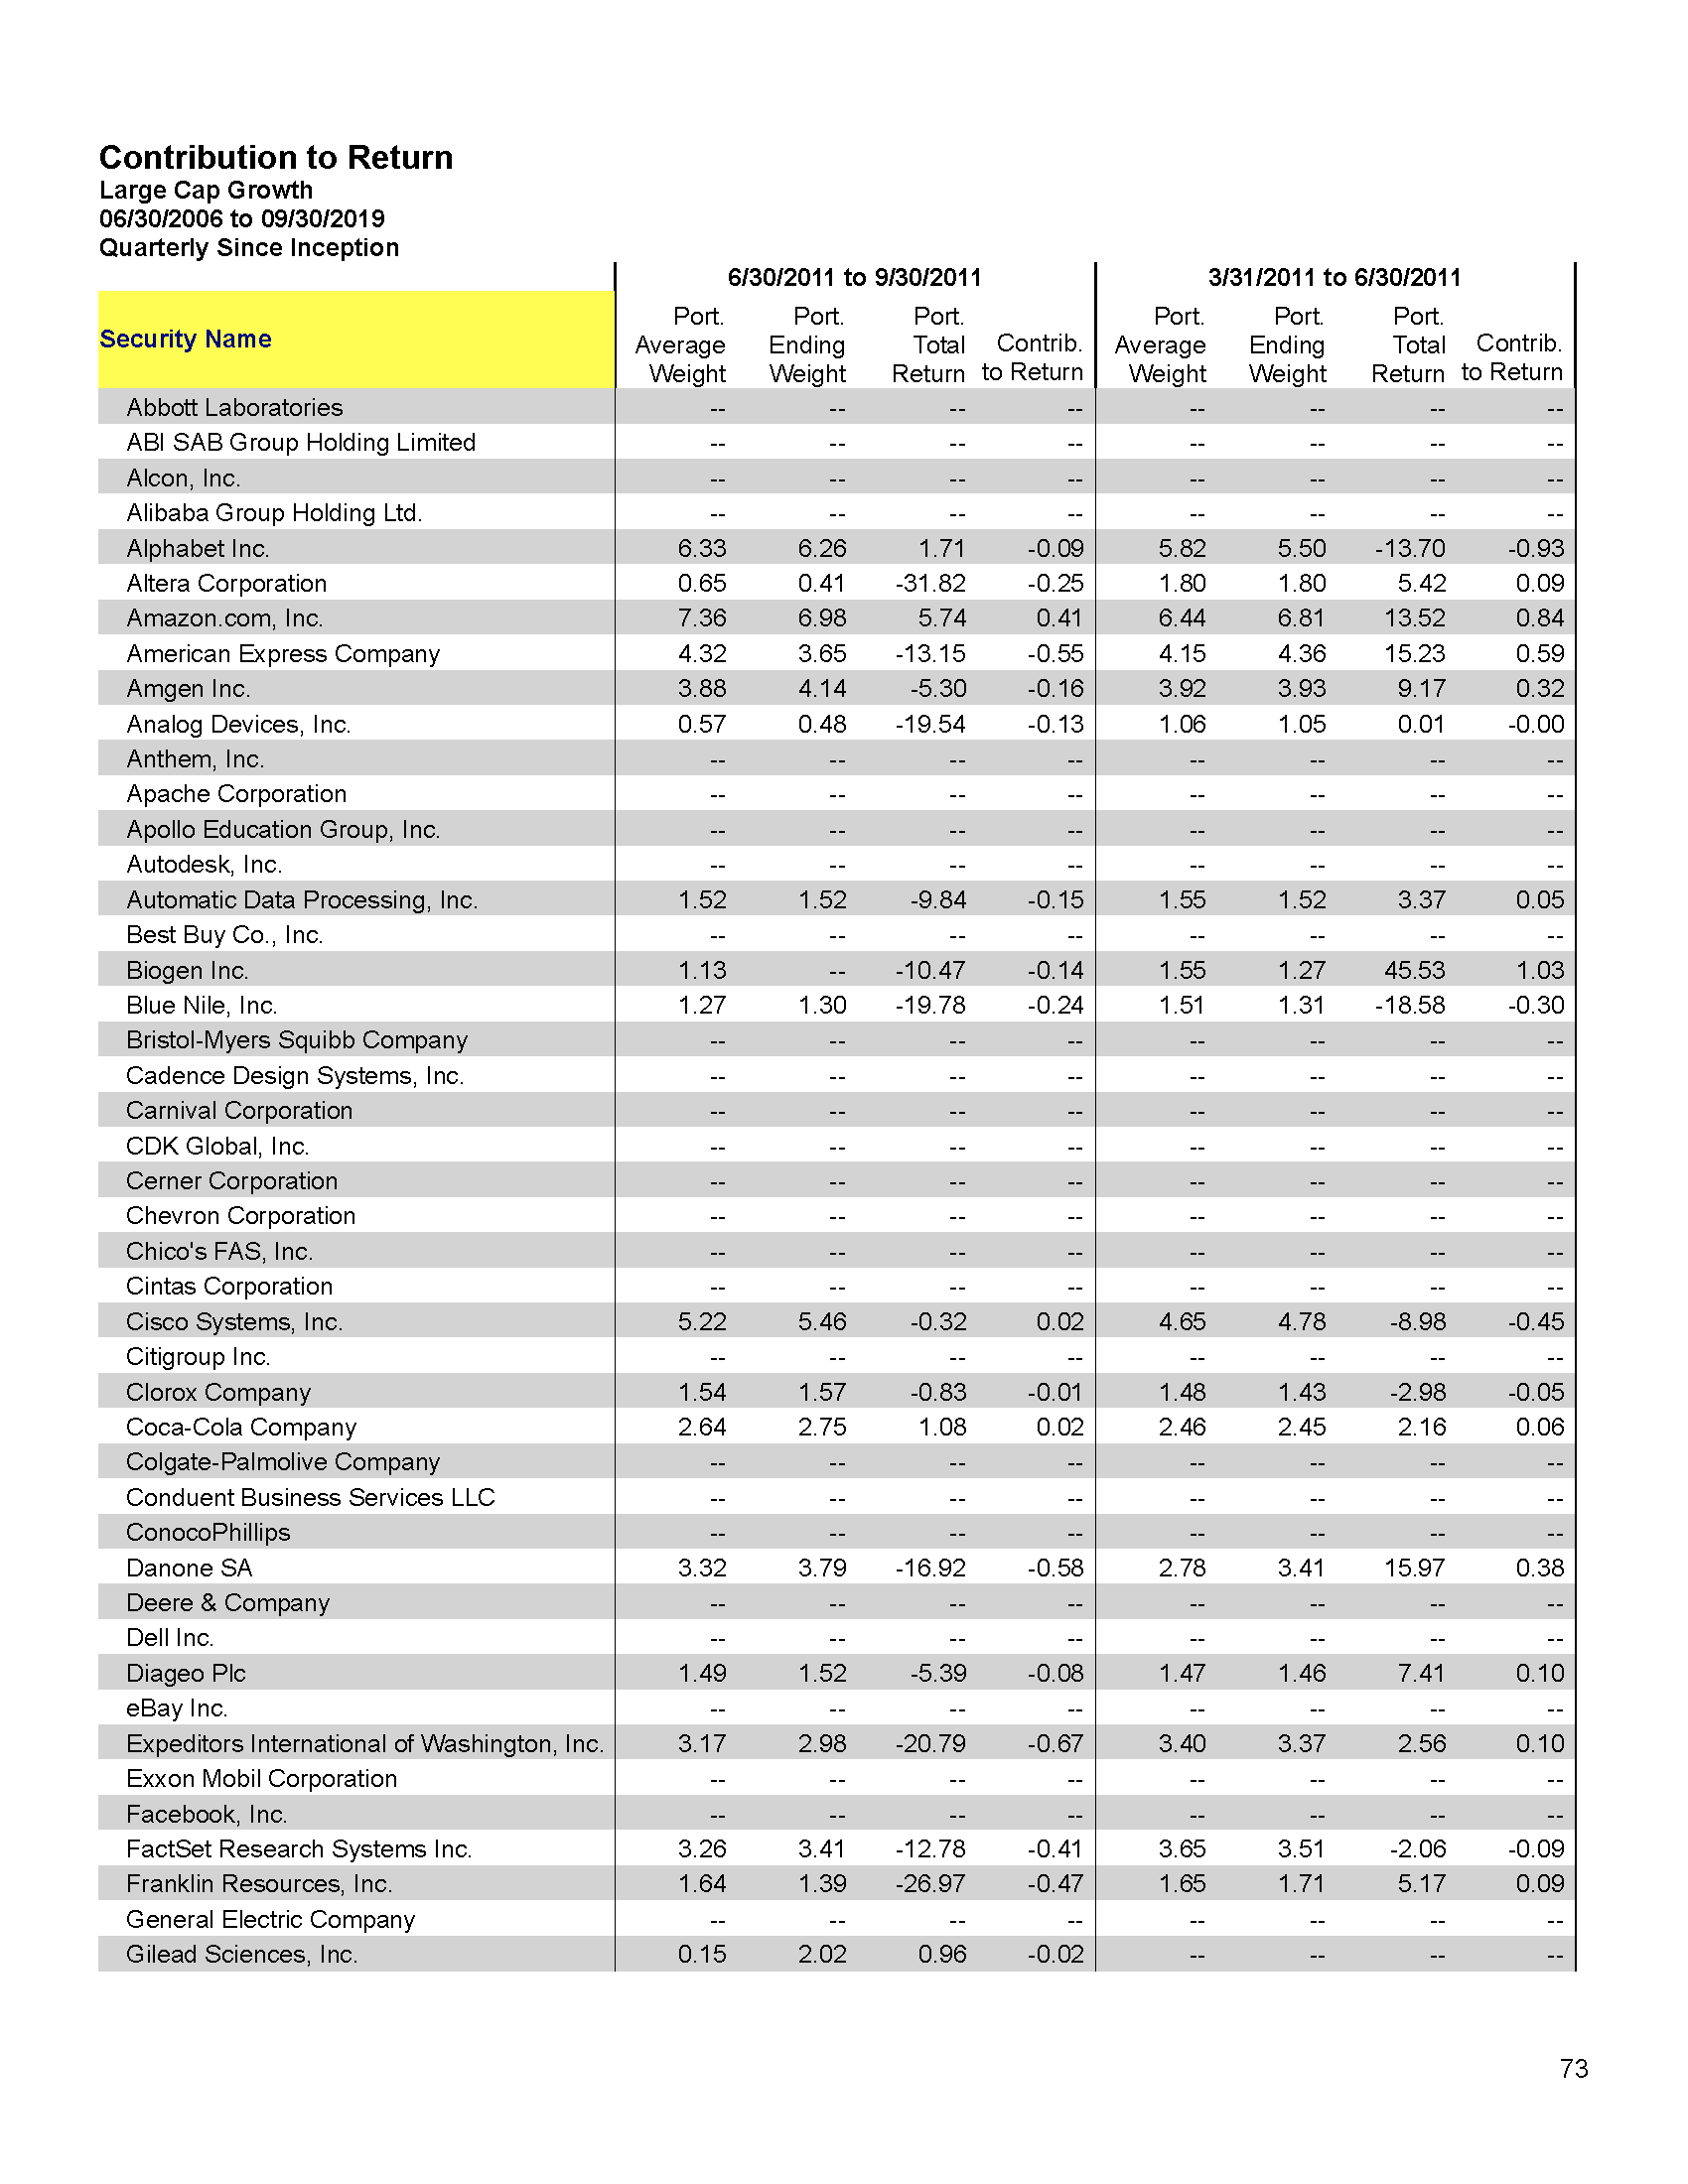 Contribution to Return
Large Cap Growth
06/30/2006 to 09/30/2019
Quarterly Since Inception
6/30/2011 to 9/30/2011 3/31/2011 to 6/30/2011
Security Name Port. Average Weight Port. Ending Weight Port. Total Return Contrib. to Return Port. Average Weight Port. Ending Weight Port. Total Return Contrib. to Return
Abbott Laboratories -- -- -- -- -- -- -- --
ABI SAB Group Holding Limited -- -- -- -- -- -- -- --
Alcon, Inc. -- -- -- -- -- -- -- --
Alibaba Group Holding Ltd. -- -- -- -- -- -- -- --
Alphabet Inc. 6.33 6.26 1.71 -0.09 5.82 5.50 -13.70 -0.93
Altera Corporation 0.65 0.41 -31.82 -0.25 1.80 1.80 5.42 0.09
Amazon.com, Inc. 7.36 6.98 5.74 0.41 6.44 6.81 13.52 0.84
American Express Company 4.32 3.65 -13.15 -0.55 4.15 4.36 15.23 0.59
Amgen Inc. 3.88 4.14 -5.30 -0.16 3.92 3.93 9.17 0.32
Analog Devices, Inc. 0.57 0.48 -19.54 -0.13 1.06 1.05 0.01 -0.00
Anthem, Inc. -- -- -- -- -- -- -- --
Apache Corporation -- -- -- -- -- -- -- --
Apollo Education Group, Inc. -- -- -- -- -- -- -- --
Autodesk, Inc. -- -- -- -- -- -- -- --
Automatic Data Processing, Inc. 1.52 1.52 -9.84 -0.15 1.55 1.52 3.37 0.05
Best Buy Co., Inc. -- -- -- -- -- -- -- --
Biogen Inc. 1.13 -- -10.47 -0.14 1.55 1.27 45.53 1.03
Blue Nile, Inc. 1.27 1.30 -19.78 -0.24 1.51 1.31 -18.58 -0.30
Bristol-Myers Squibb Company -- -- -- -- -- -- -- --
Cadence Design Systems, Inc. -- -- -- -- -- -- -- --
Carnival Corporation -- -- -- -- -- -- -- --
CDK Global, Inc. -- -- -- -- -- -- -- --
Cerner Corporation -- -- -- -- -- -- -- --
Chevron Corporation -- -- -- -- -- -- -- --
Chico's FAS, Inc. -- -- -- -- -- -- -- --
Cintas Corporation -- -- -- -- -- -- -- --
Cisco Systems, Inc. 5.22 5.46 -0.32 0.02 4.65 4.78 -8.98 -0.45
Citigroup Inc. -- -- -- -- -- -- -- --
Clorox Company 1.54 1.57 -0.83 -0.01 1.48 1.43 -2.98 -0.05
Coca-Cola Company 2.64 2.75 1.08 0.02 2.46 2.45 2.16 0.06
Colgate-Palmolive Company -- -- -- -- -- -- -- --
Conduent Business Services LLC -- -- -- -- -- -- -- --
ConocoPhillips -- -- -- -- -- -- -- --
Danone SA 3.32 3.79 -16.92 -0.58 2.78 3.41 15.97 0.38
Deere & Company -- -- -- -- -- -- -- --
Dell Inc. -- -- -- -- -- -- -- --
Diageo Plc 1.49 1.52 -5.39 -0.08 1.47 1.46 7.41 0.10
eBay Inc. -- -- -- -- -- -- -- --
Expeditors International of Washington, Inc. 3.17 2.98 -20.79 -0.67 3.40 3.37 2.56 0.10
Exxon Mobil Corporation -- -- -- -- -- -- -- --
Facebook, Inc. -- -- -- -- -- -- -- --
FactSet Research Systems Inc. 3.26 3.41 -12.78 -0.41 3.65 3.51 -2.06 -0.09
Franklin Resources, Inc. 1.64 1.39 -26.97 -0.47 1.65 1.71 5.17 0.09
General Electric Company -- -- -- -- -- -- -- --
Gilead Sciences, Inc. 0.15 2.02 0.96 -0.02 -- -- -- --
73